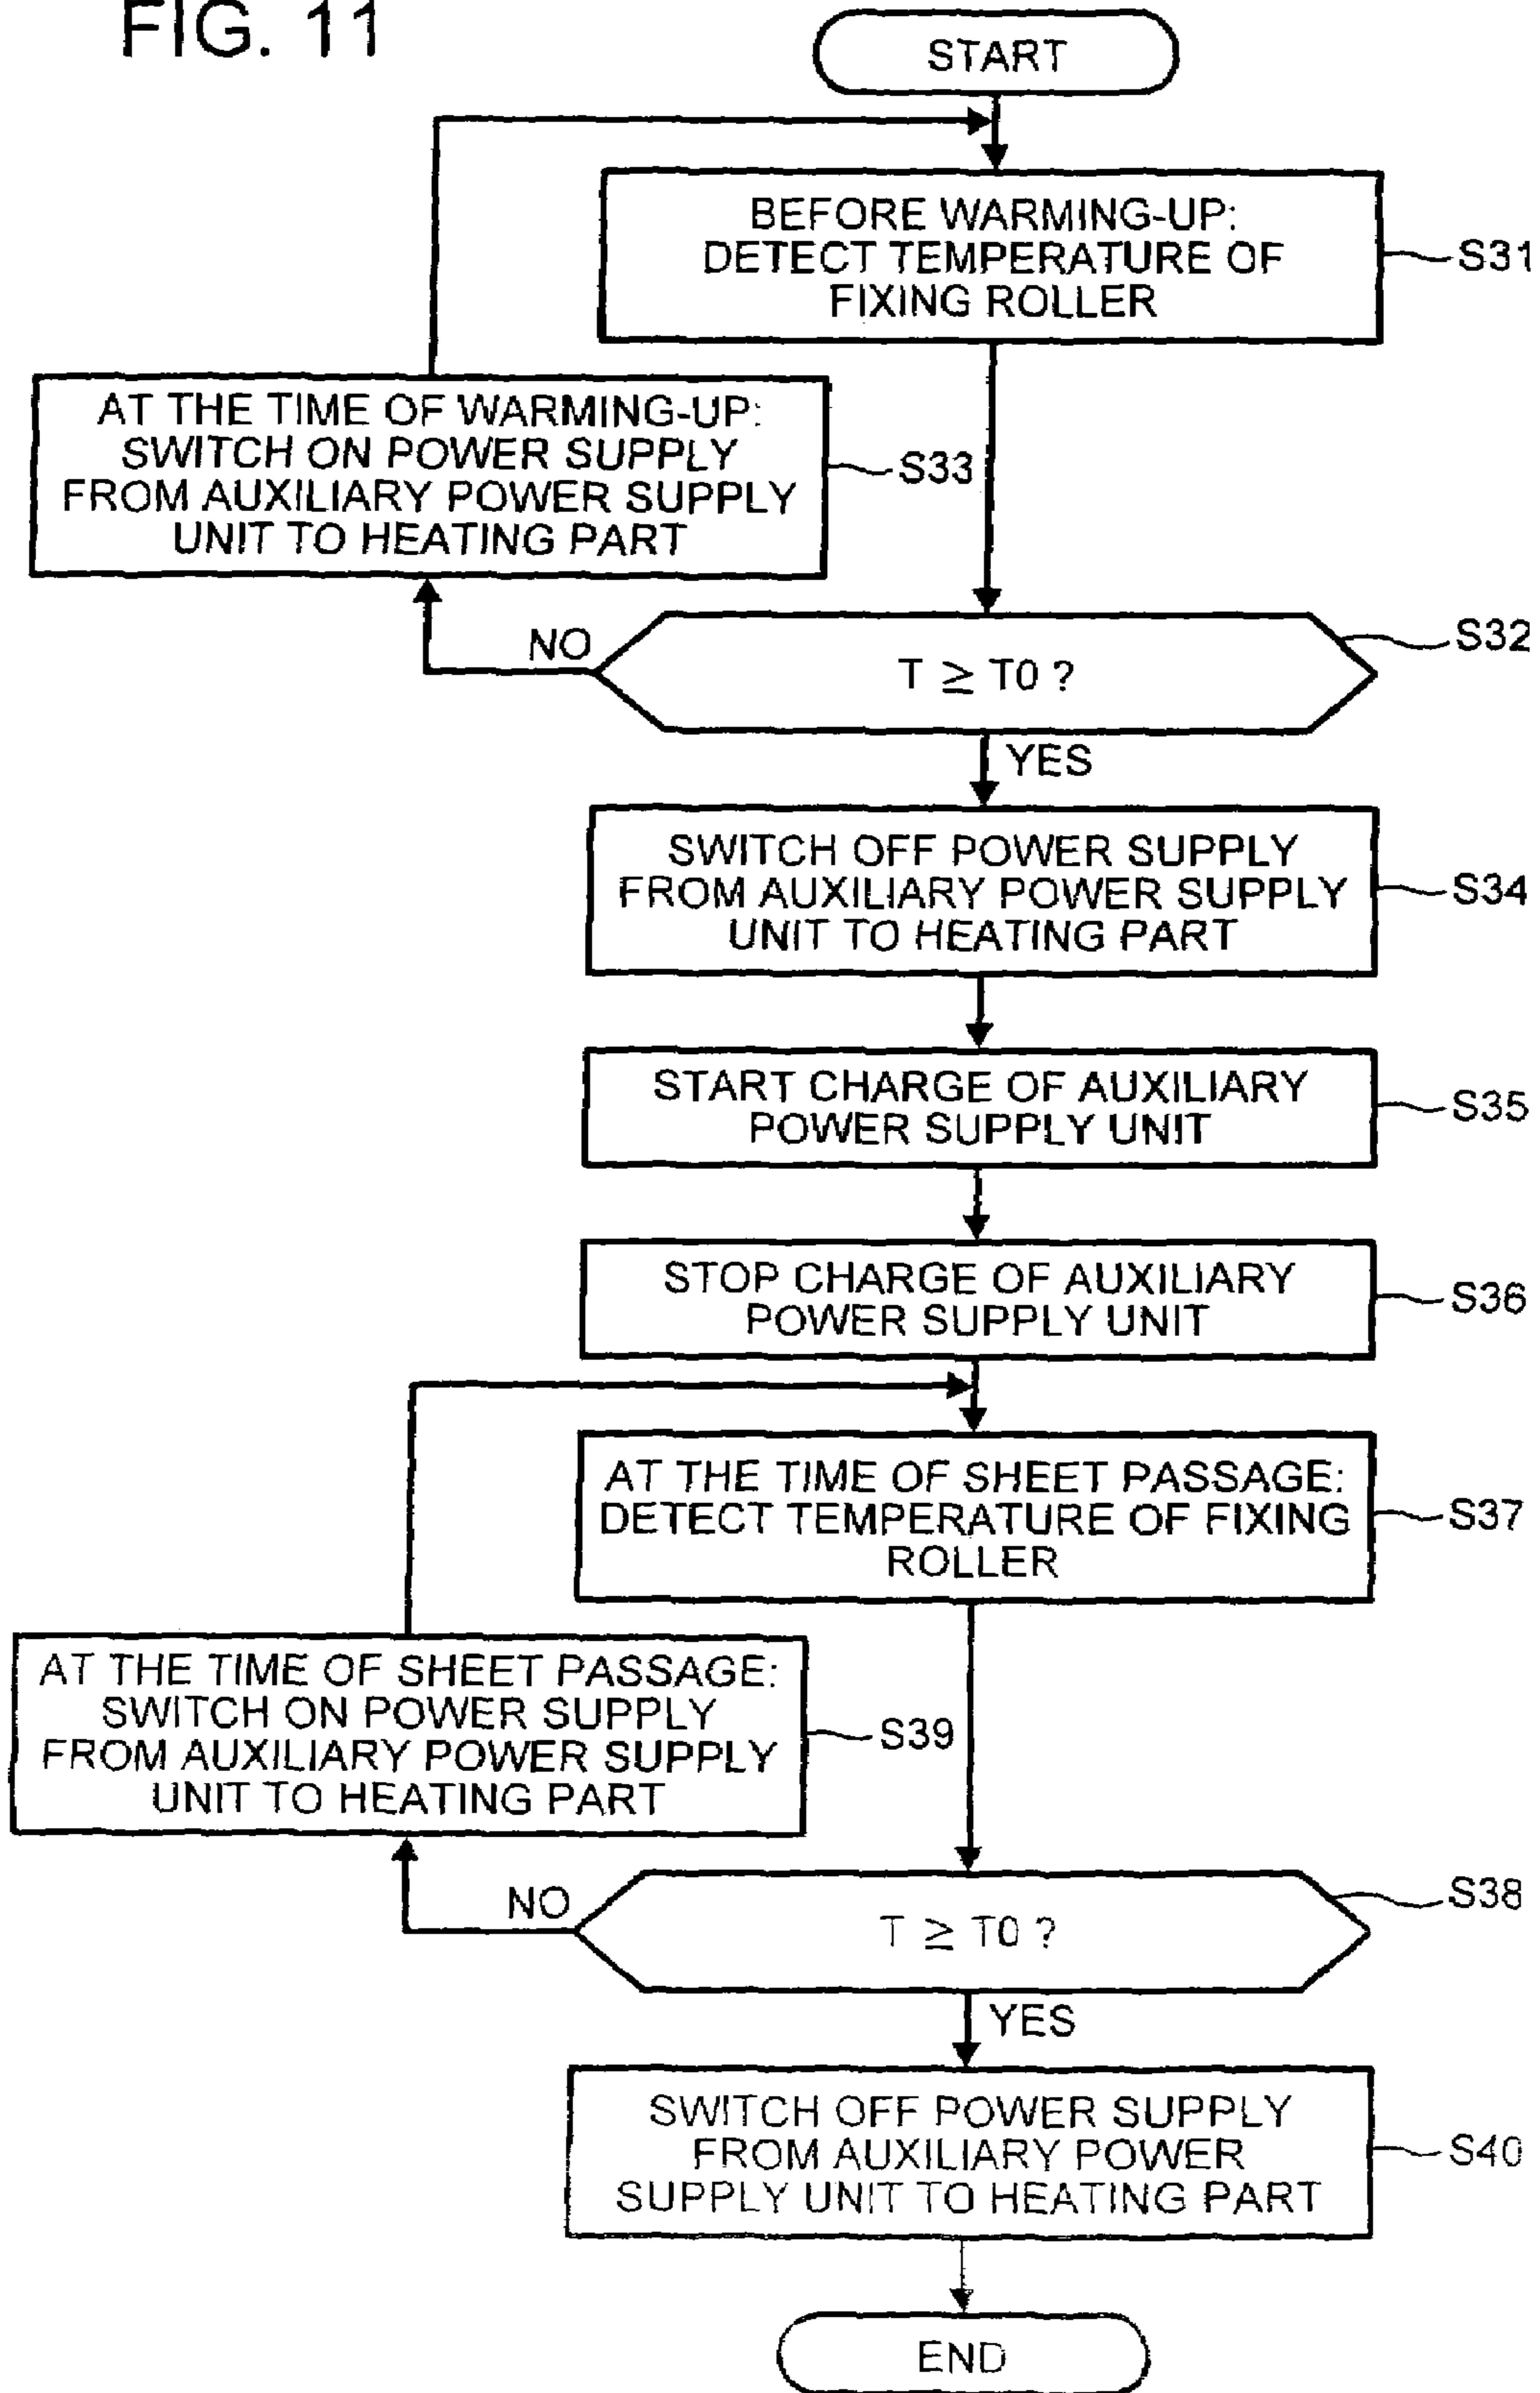 FIG. 11
START
BEFORE WARMING-UP:
DETECT TEMPERATURE OF
FIXING ROLLER
S31
AT THE TIME OF WARMING-UP:
SWITCH ON POWER SUPPLY
FROM AUXILIARY POWER SUPPLY
UNIT TO HEATING PART
S33
NO
T ≧ T0 ?
S32
YES
SWITCH OFF POWER SUPPLY
FROM AUXILIARY POWER SUPPLY
UNIT TO HEATING PART
S34
START CHARGE OF AUXILIARY
POWER SUPPLY UNIT
S35
STOP CHARGE OF AUXILIARY
POWER SUPPLY UNIT
S36
AT THE TIME OF SHEET PASSAGE:
DETECT TEMPERATURE OF FIXING
ROLLER
S37
AT THE TIME OF SHEET PASSAGE:
SWITCH ON POWER SUPPLY
FROM AUXILIARY POWER SUPPLY
UNIT TO HEATING PART
S39
NO
T ≧ T0 ?
S38
YES
SWITCH OFF POWER SUPPLY
FROM AUXILIARY POWER
SUPPLY UNIT TO HEATING PART
S40
END